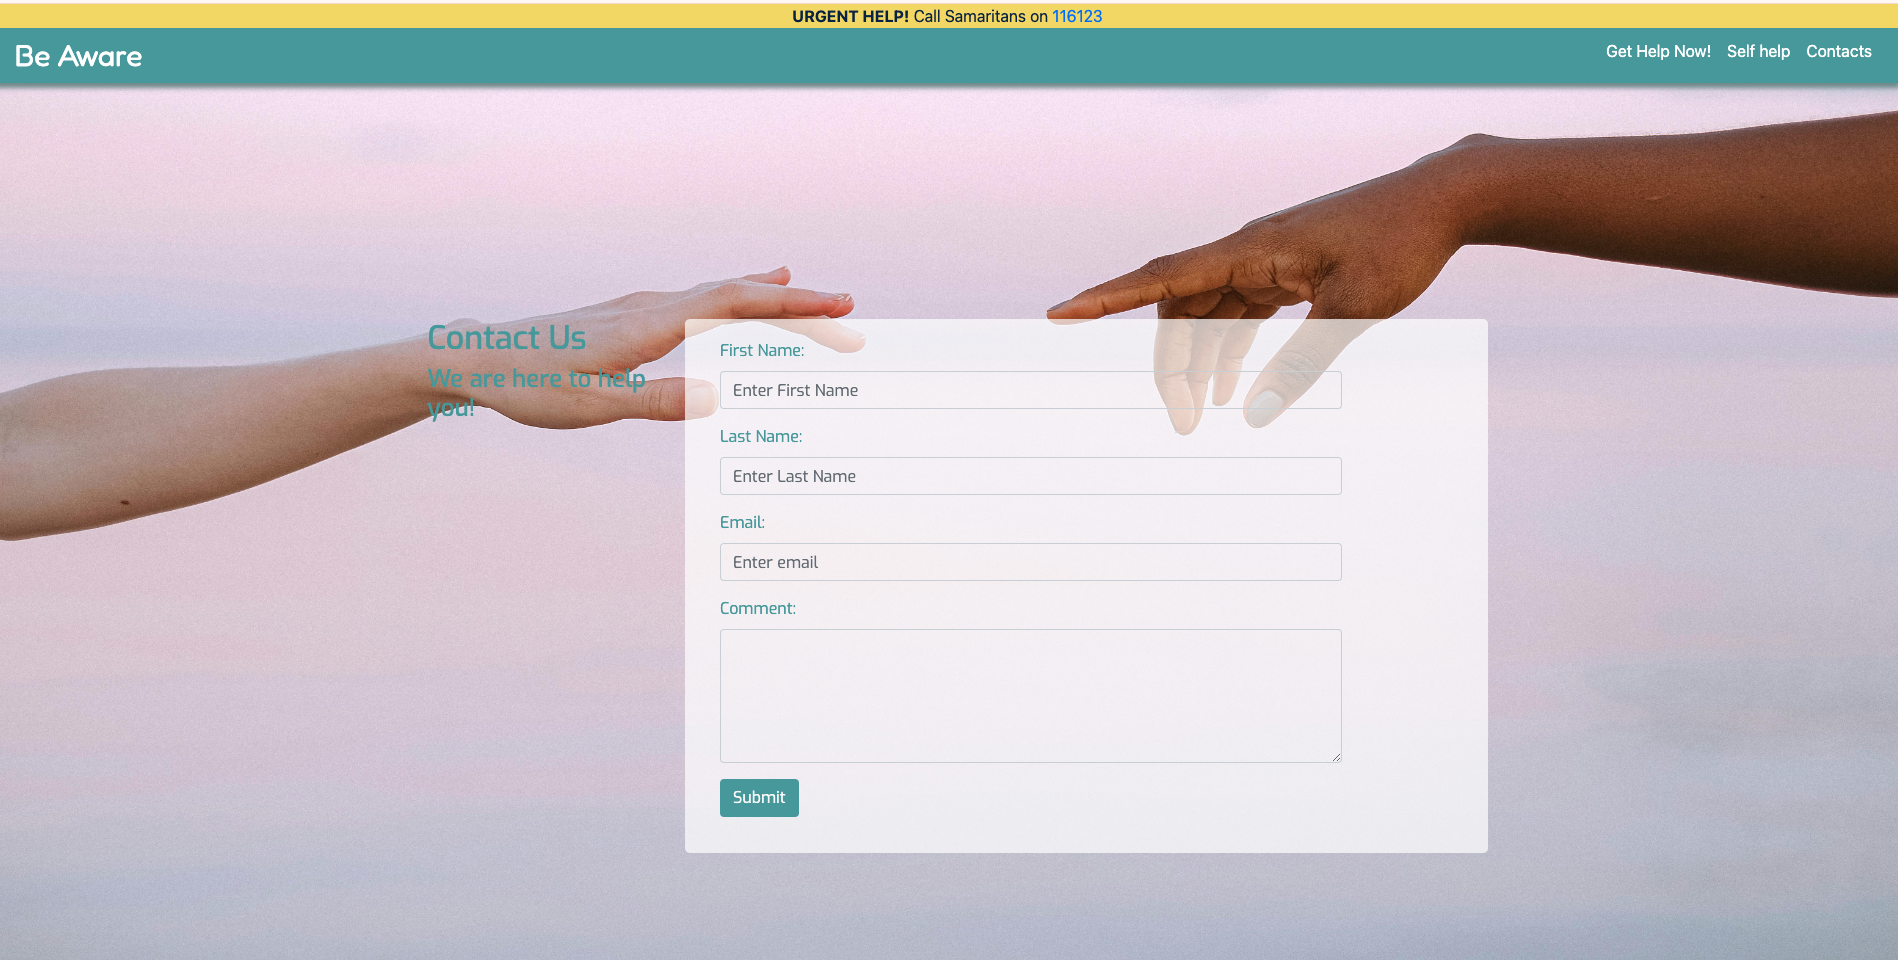 URGENT HELP! Call Samaritans on 116123
Be Aware
Get Help Now! Self help Contacts
Contact Us
We are here to help
you!
First Name:
Enter First Name
Last Name:
Enter Last Name
Email:
Enter email
Comment:
Submit